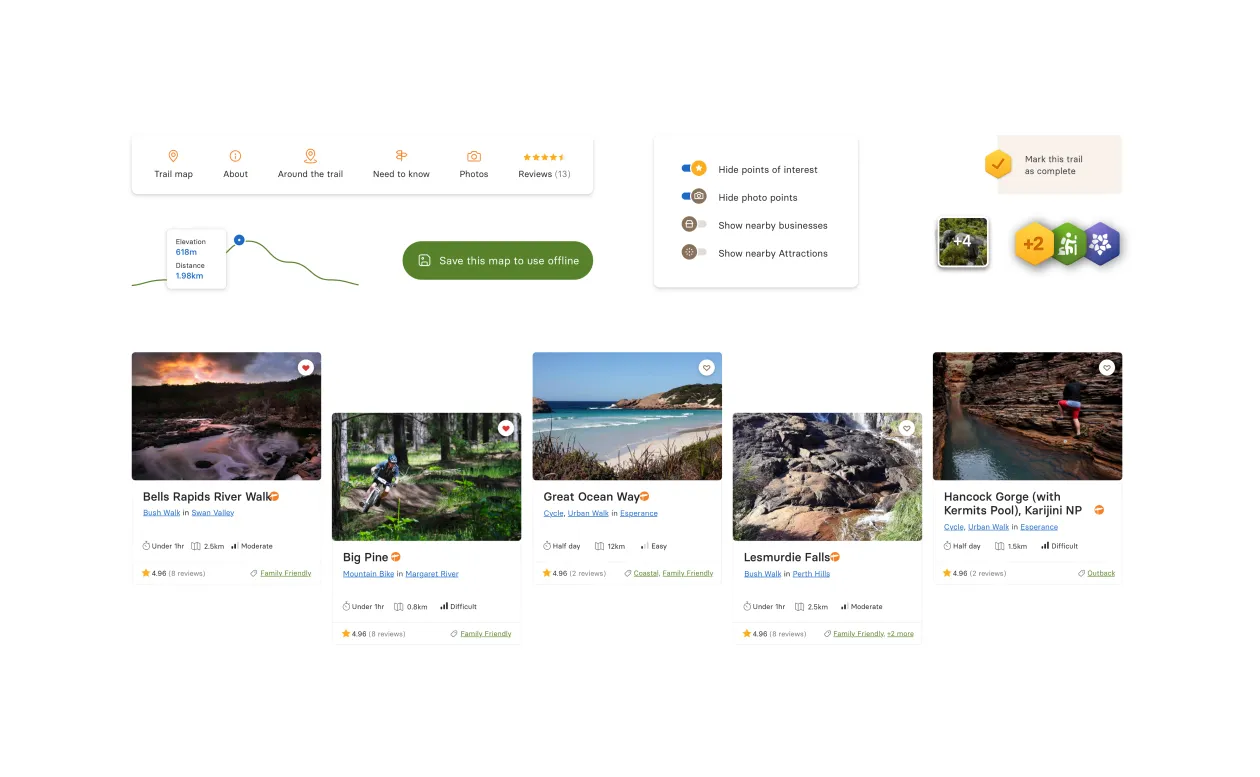 Trail map
About
Around the trail
Need to know
Photos
Reviews (13)
Elevation
618m
Distance
1.98km
Save this map to use offline
Hide points of interest
Hide photo points
Show nearby businesses
Show nearby Attractions
Mark this trail
as complete
+4
+2
Bells Rapids River Walk
Bush Walk in Swan Valley
Under 1hr 2.5km Moderate
4.96 (8 reviews) Family Friendly
Big Pine
Mountain Bike in Margaret River
Under 1hr 0.8km Difficult
4.96 (8 reviews) Family Friendly
Great Ocean Way
Cycle, Urban Walk in Esperance
Half day 12km Easy
4.96 (2 reviews) Coastal, Family Friendly
Lesmurdie Falls
Bush Walk in Perth Hills
Under 1hr 2.5km Moderate
4.96 (8 reviews) Family Friendly, +2 more
Hancock Gorge (with
Kermits Pool), Karijini NP
Cycle, Urban Walk in Esperance
Half day 1.5km Difficult
4.96 (2 reviews) Outback